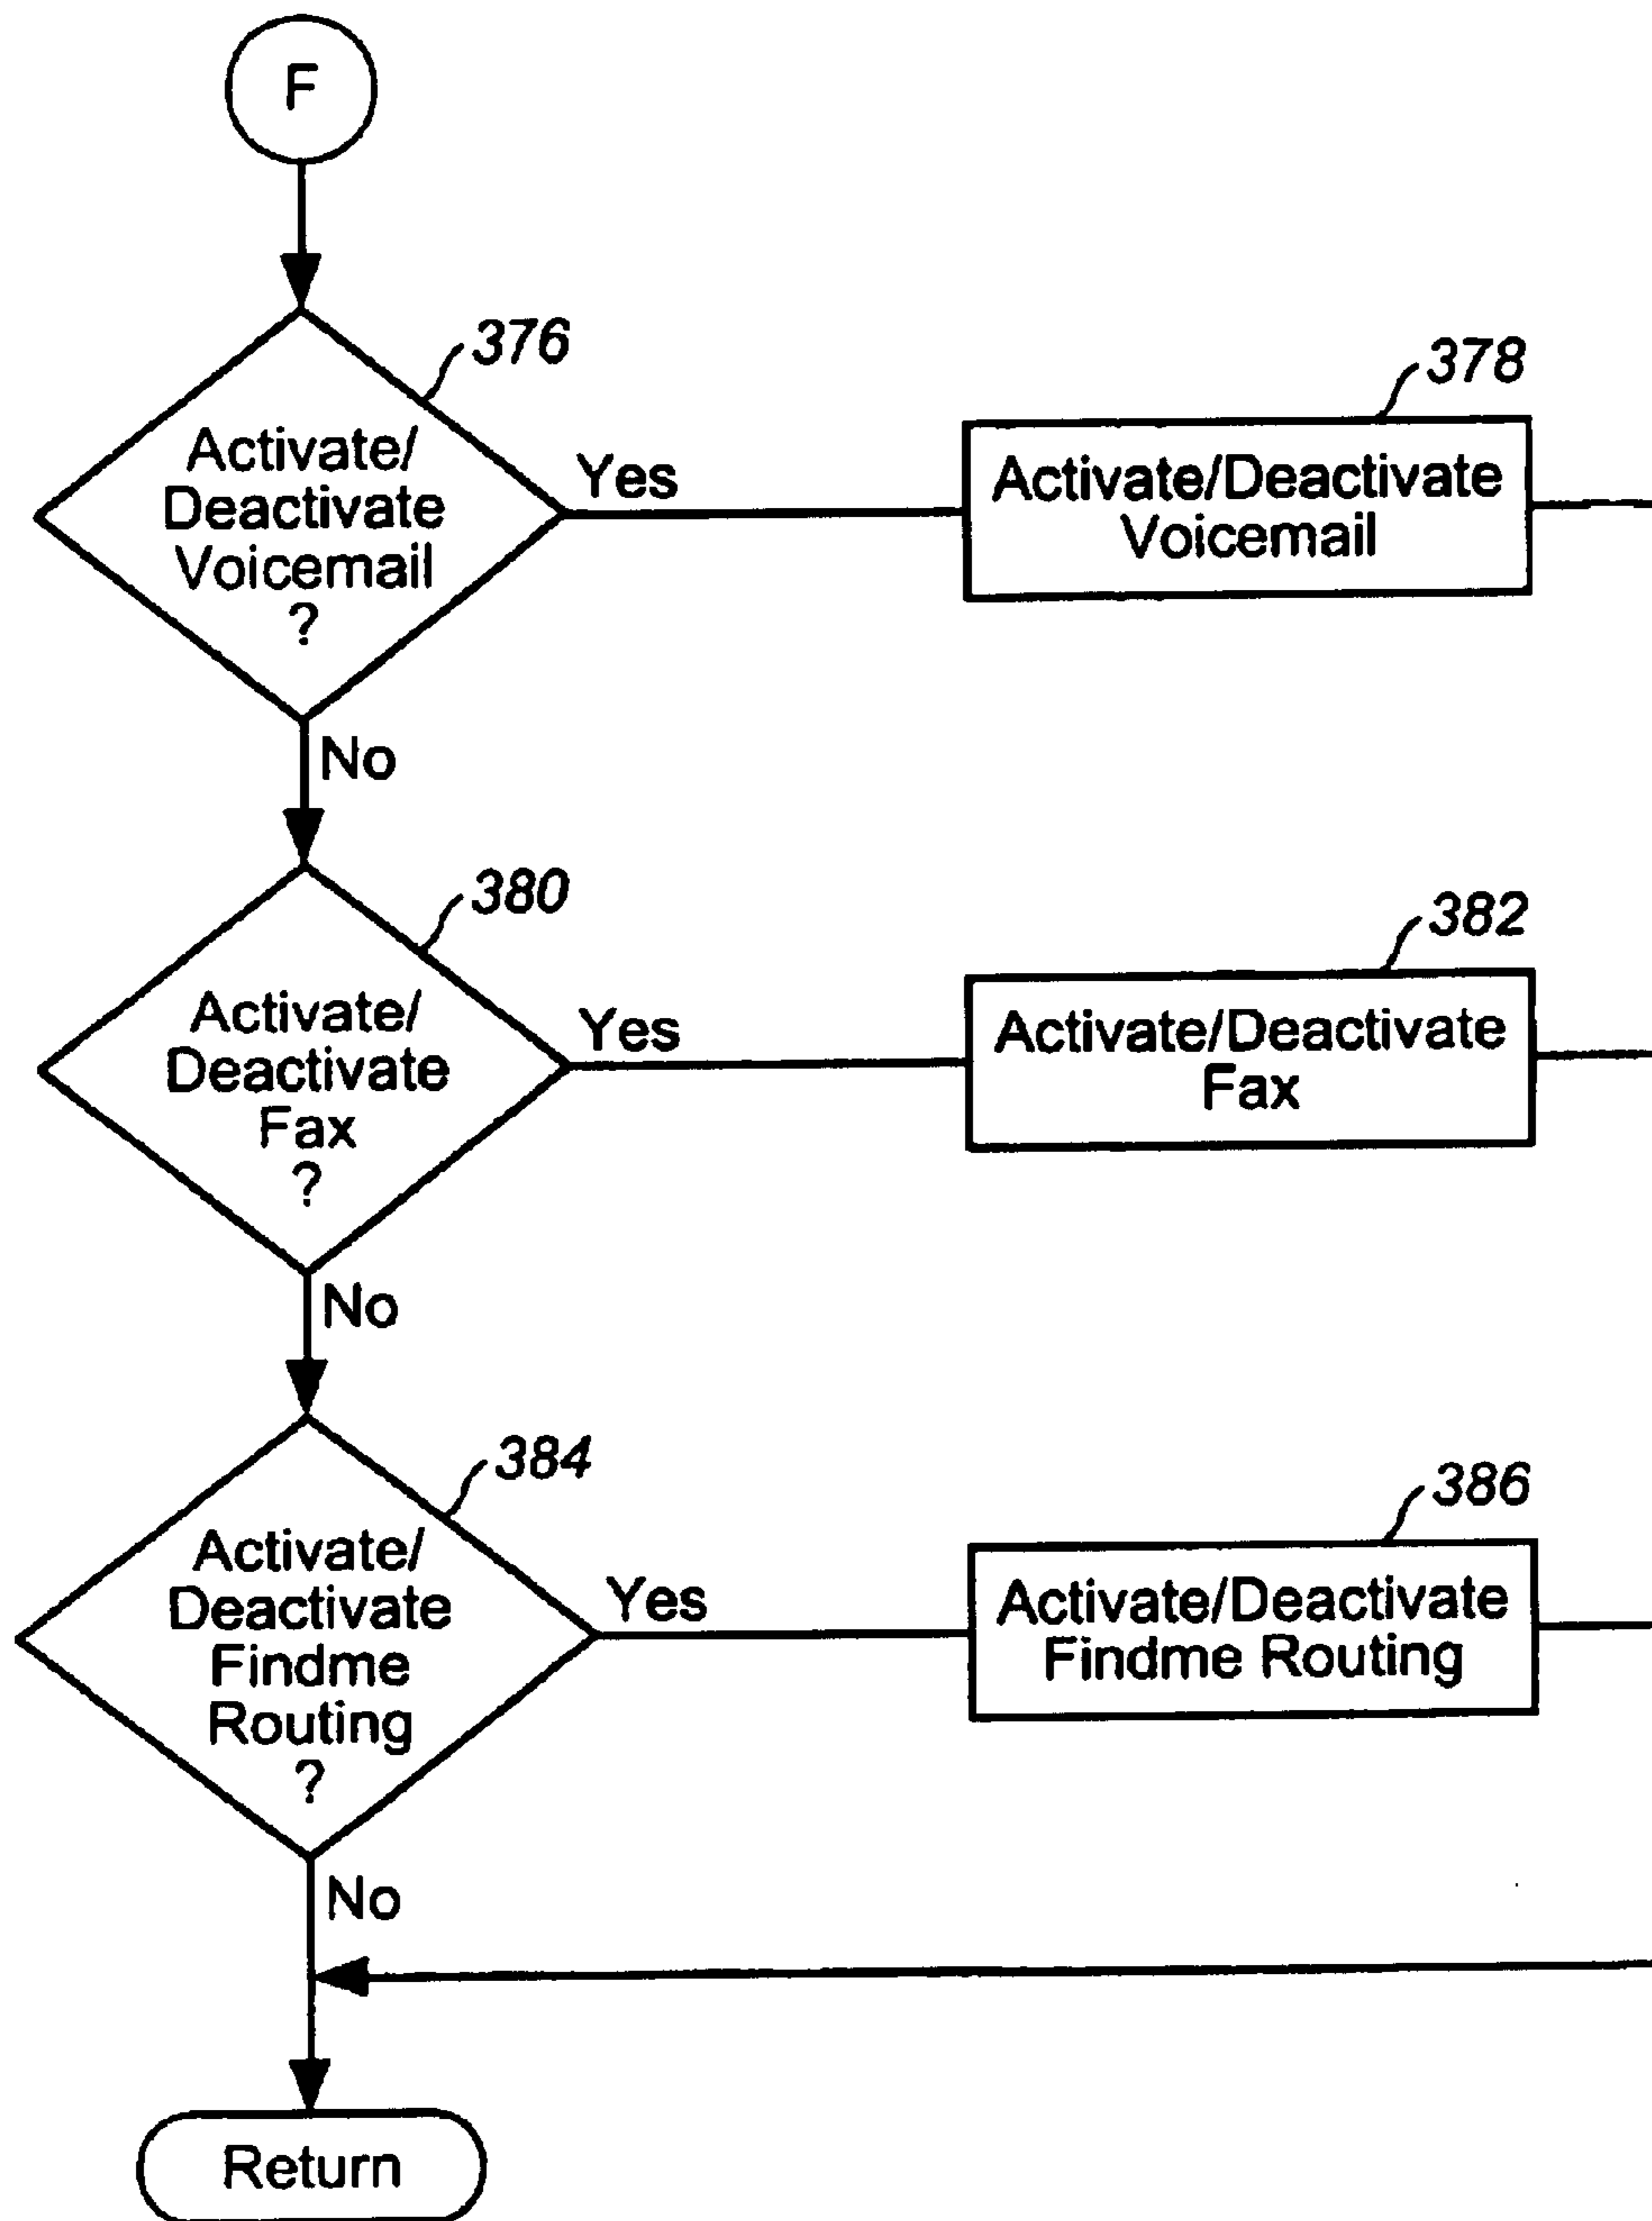 F
376
Activate/
Deactivate
Voicemail
?
Yes
378
Activate/Deactivate
Voicemail
No
380
Activate/
Deactivate
Fax
?
Yes
382
Activate/Deactivate
Fax
No
384
Activate/
Deactivate
Findme
Routing
?
Yes
386
Activate/Deactivate
Findme Routing
No
Return